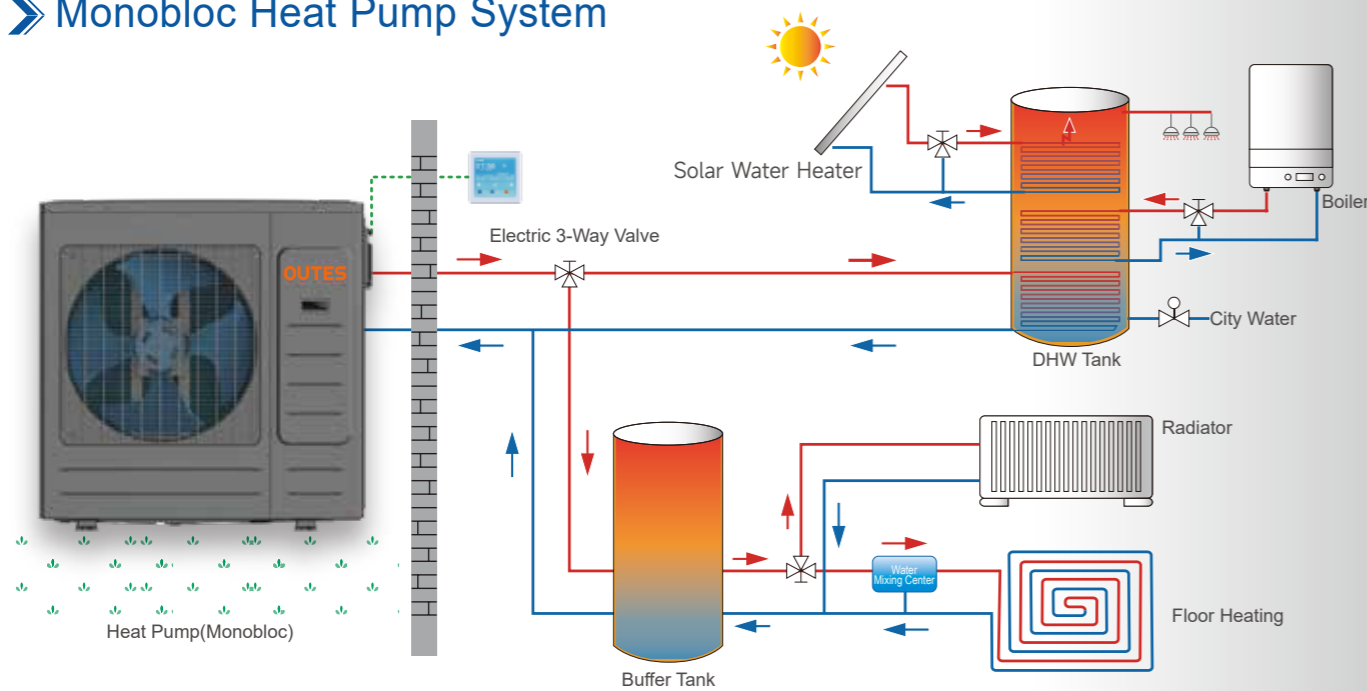 Monobloc Heat Pump System
Solar Water Heater
Boiler
Electric 3-Way Valve
OUTES
City Water
DHW Tank
Radiator
Water
Mixing Center
Floor Heating
Heat Pump(Monobloc)
Buffer Tank